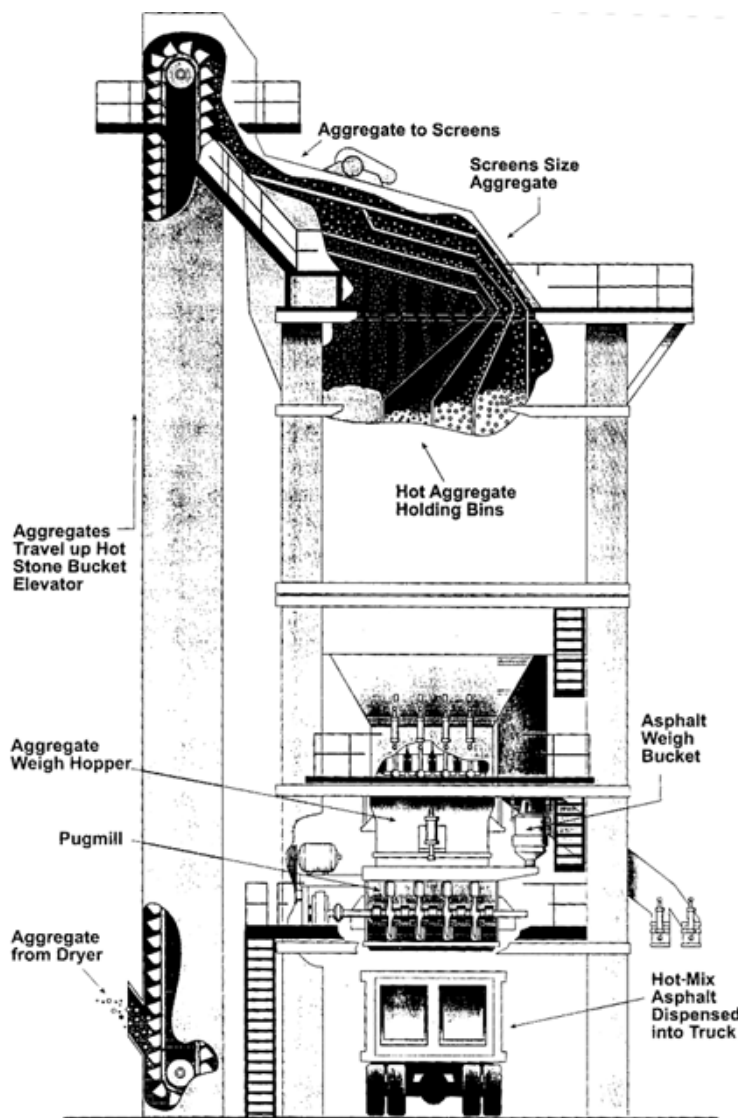 Aggregate to Screens
Screens Size
Aggregate
Hot Aggregate
Holding Bins
Aggregates
Travel up Hot
Stone Bucket
Elevator
Asphalt
Weigh
Bucket
Aggregate
Weigh Hopper
Pugmill
Aggregate
from Dryer
Hot-Mix
Asphalt
Dispensed
into Truck